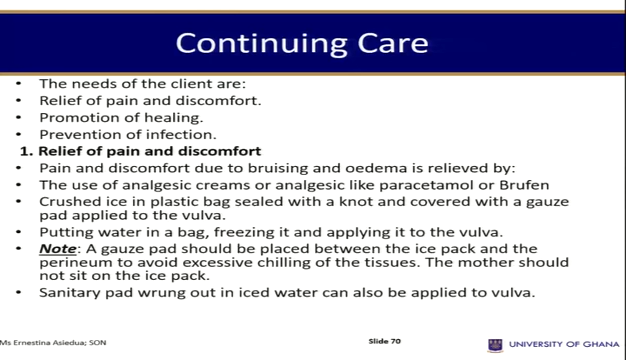 Continuing Care
• The needs of the client are:
• Relief of pain and discomfort.
• Promotion of healing.
• Prevention of infection.
1. Relief of pain and discomfort
• Pain and discomfort due to bruising and oedema is relieved by:
• The use of analgesic creams or analgesic like paracetamol or Brufen
• Crushed ice in plastic bag sealed with a knot and covered with a gauze
pad applied to the vulva.
• Putting water in a bag, freezing it and applying it to the vulva.
• Note: A gauze pad should be placed between the ice pack and the
perineum to avoid excessive chilling of the tissues. The mother should
not sit on the ice pack.
• Sanitary pad wrung out in iced water can also be applied to vulva.
Ms Ernestina Asiedua; SON
Slide 70
UNIVERSITY OF GHANA